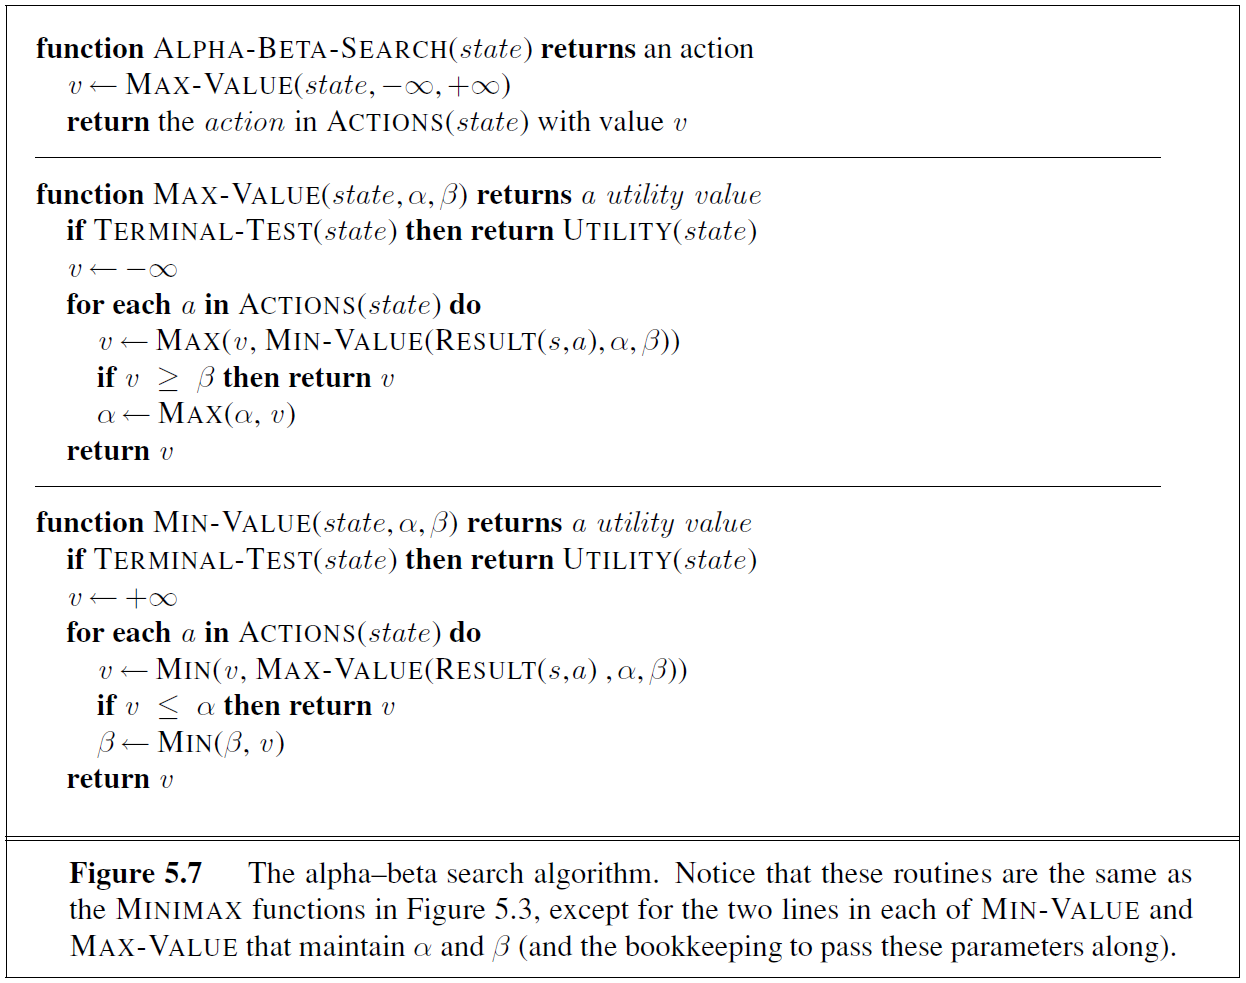 function ALPHA-BETA-SEARCH(state) returns an action
v ← MAX-VALUE(state, −∞, +∞)
return the action in ACTIONS(state) with value v
function MAX-VALUE(state, α, β) returns a utility value
if TERMINAL-TEST(state) then return UTILITY(state)
v ← −∞
for each a in ACTIONS(state) do
v ← MAX(v, MIN-VALUE(RESULT(s,a), α, β))
if v ≥ β then return v
α ← MAX(α, v)
return v
function MIN-VALUE(state, α, β) returns a utility value
if TERMINAL-TEST(state) then return UTILITY(state)
v ← +∞
for each a in ACTIONS(state) do
v ← MIN(v, MAX-VALUE(RESULT(s,a) , α, β))
if v ≤ α then return v
β ← MIN(β, v)
return v
Figure 5.7 The alpha–beta search algorithm. Notice that these routines are the same as
the MINIMAX functions in Figure 5.3, except for the two lines in each of MIN-VALUE and
MAX-VALUE that maintain α and β (and the bookkeeping to pass these parameters along).